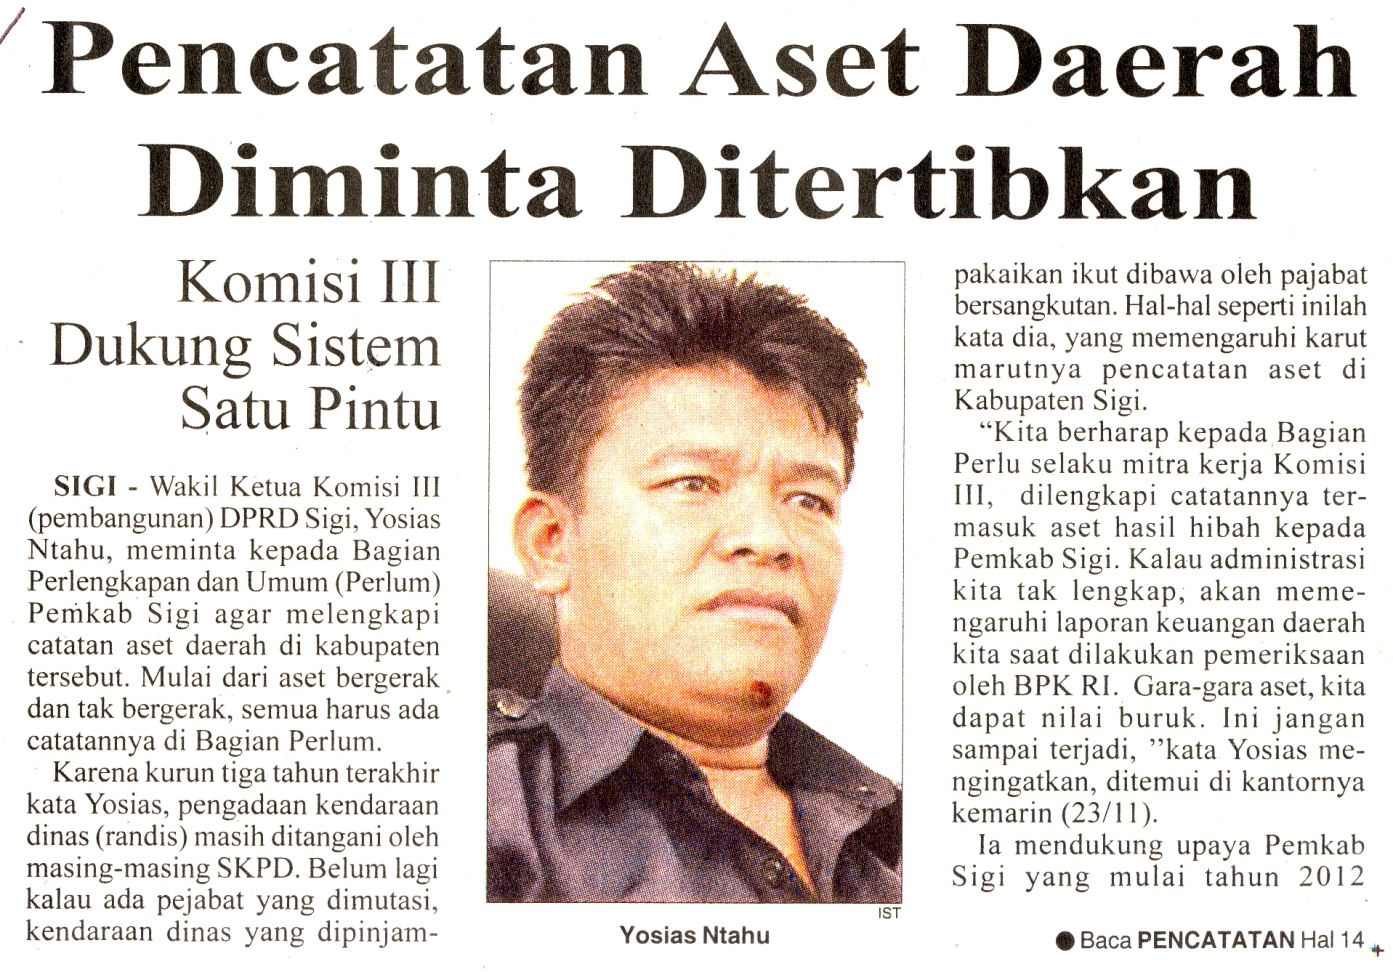 Pencatatan Aset Daerah
Diminta Ditertibkan
Komisi III
Dukung Sistem
Satu Pintu
SIGI - Wakil Ketua Komisi III
(pembangunan) DPRD Sigi, Yosias
Ntahu, meminta kepada Bagian
Perlengkapan dan Umum (Perlum)
Pemkab Sigi agar melengkapi
catatan aset daerah di kabupaten
tersebut. Mulai dari aset bergerak
dan tak bergerak, semua harus ada
catatannya di Bagian Perlum.
Karena kurun tiga tahun terakhir
kata Yosias, pengadaan kendaraan
dinas (randis) masih ditangani oleh
masing-masing SKPD. Belum lagi
kalau ada pejabat yang dimutasi,
kendaraan dinas yang dipinjam-
IST
Yosias Ntahu
pakaikan ikut dibawa oleh pajabat
bersangkutan. Hal-hal seperti inilah
kata dia, yang memengaruhi karut
marutnya pencatatan aset di
Kabupaten Sigi.
“Kita berharap kepada Bagian
Perlu selaku mitra kerja Komisi
III, dilengkapi catatannya ter-
masuk aset hasil hibah kepada
Pemkab Sigi. Kalau administrasi
kita tak lengkap, akan meme-
ngaruhi laporan keuangan daerah
kita saat dilakukan pemeriksaan
oleh BPK RI. Gara-gara aset, kita
dapat nilai buruk. Ini jangan
sampai terjadi, ”kata Yosias me-
ngingatkan, ditemui di kantornya
kemarin (23/11).
Ia mendukung upaya Pemkab
Sigi yang mulai tahun 2012
● Baca PENCATATAN Hal 14